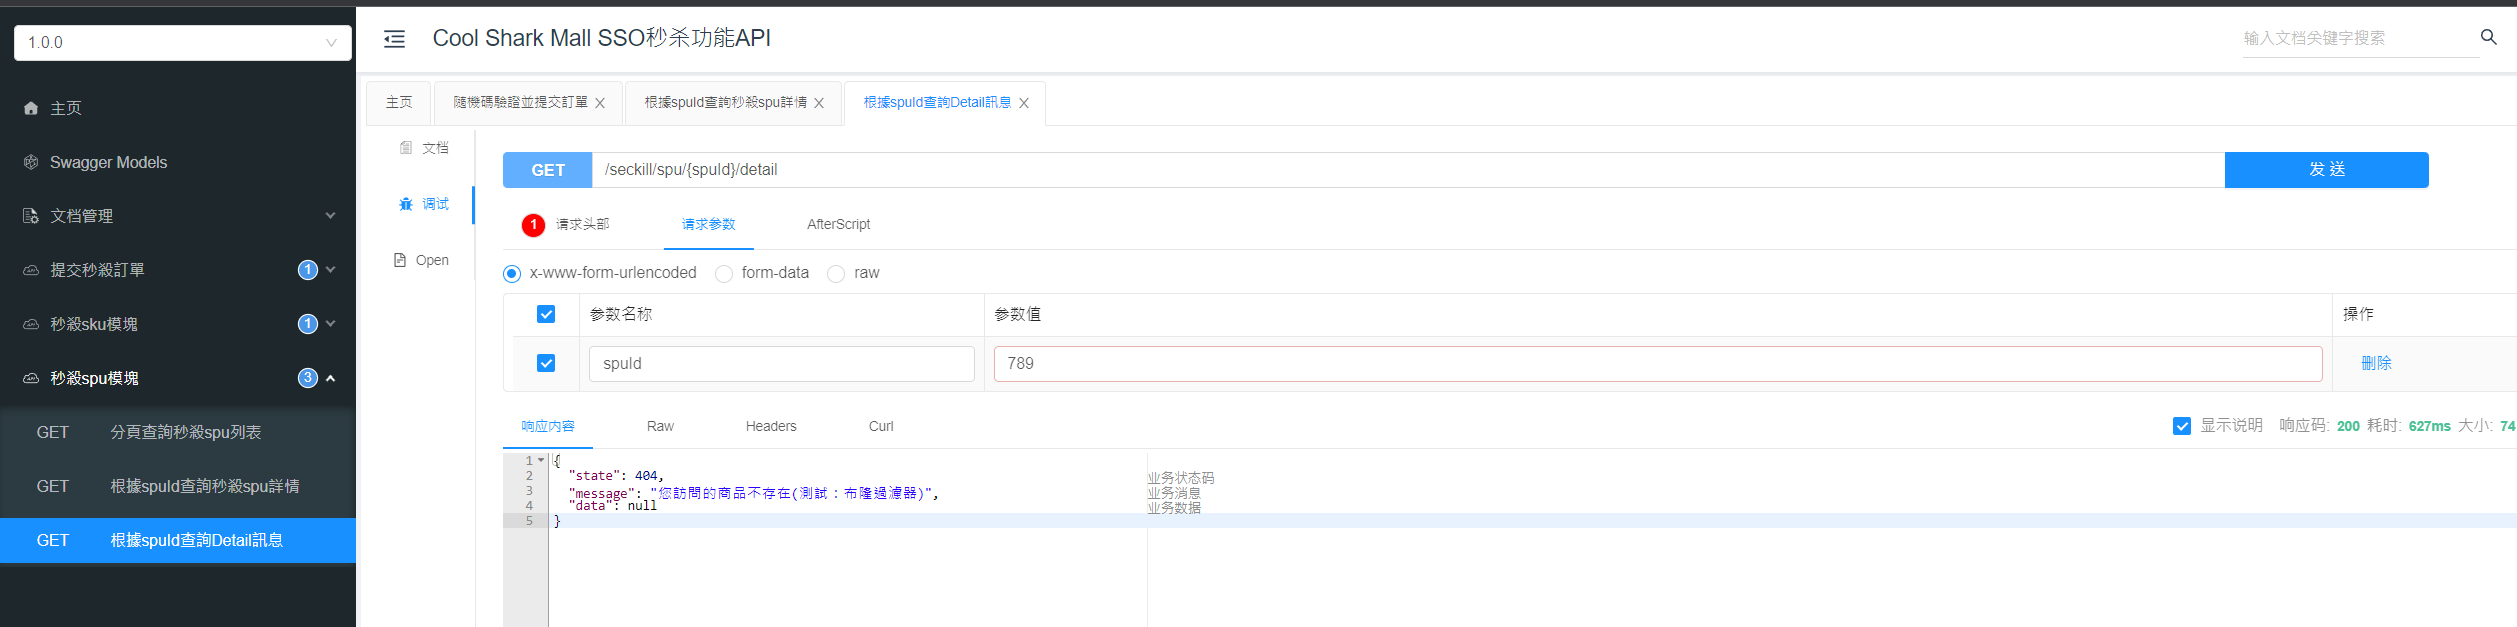 1.0.0
Cool Shark Mall SSO秒杀功能API
输入文档关键字搜索
主页
Swagger Models
文档管理
提交秒殺訂單 1
秒殺sku模塊 1
秒殺spu模塊 3
GET 分頁查詢秒殺spu列表
GET 根據spuId查詢秒殺spu詳情
GET 根據spuId查詢Detail訊息
主页 隨機碼驗證並提交訂單 根據spuId查詢秒殺spu詳情 根據spuId查詢Detail訊息
文档
调试
Open
GET /seckill/spu/{spuId}/detail 发 送
1 请求头部 请求参数 AfterScript
x-www-form-urlencoded form-data raw
参数名称 参数值 操作
spuId 789 删除
响应内容 Raw Headers Curl 显示说明 响应码: 200 耗时: 627ms 大小: 74
1 {
2 "state": 404, 业务状态码
3 "message": "您訪問的商品不存在(測試：布隆過濾器)", 业务消息
4 "data": null 业务数据
5 }